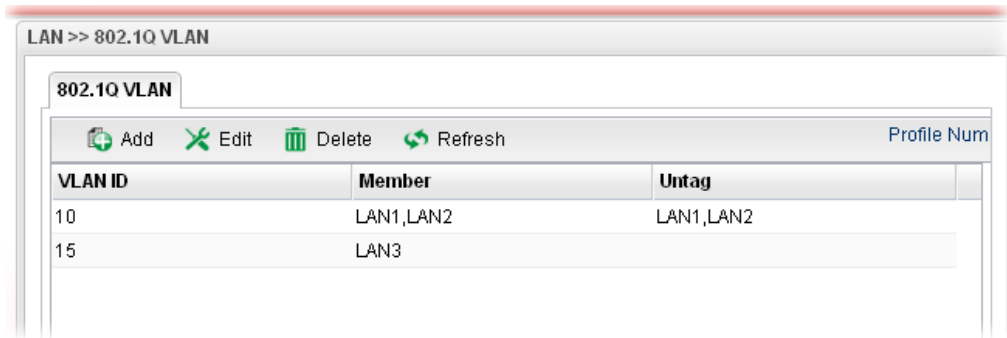 LAN >> 802.1Q VLAN
802.1Q VLAN
Add Edit Delete Refresh Profile Num
VLAN ID Member Untag
10 LAN1,LAN2 LAN1,LAN2
15 LAN3